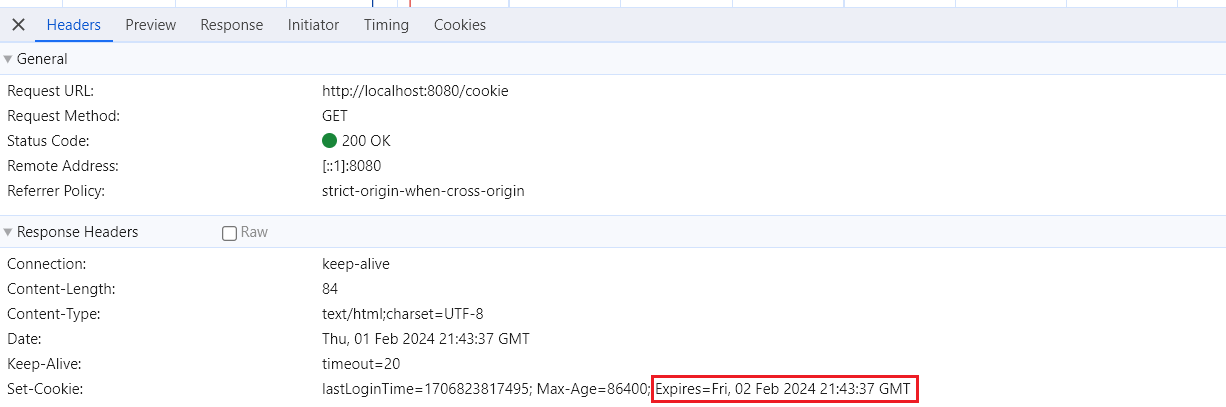 Headers Preview Response Initiator Timing Cookies
General
Request URL: http://localhost:8080/cookie
Request Method: GET
Status Code: 200 OK
Remote Address: [::1]:8080
Referrer Policy: strict-origin-when-cross-origin
Response Headers Raw
Connection: keep-alive
Content-Length: 84
Content-Type: text/html;charset=UTF-8
Date: Thu, 01 Feb 2024 21:43:37 GMT
Keep-Alive: timeout=20
Set-Cookie: lastLoginTime=1706823817495; Max-Age=86400; Expires=Fri, 02 Feb 2024 21:43:37 GMT